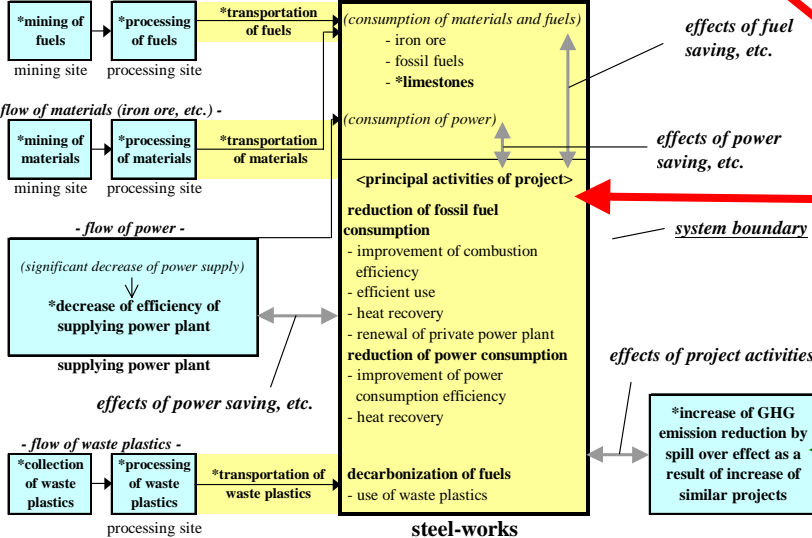 *mining of
fuels
*processing
of fuels
*transportation
of fuels
mining site
processing site
flow of materials (iron ore, etc.) -
*mining of
materials
*processing
of materials
*transportation
of materials
mining site
processing site
- flow of power -
(significant decrease of power supply)
*decrease of efficiency of
supplying power plant
supplying power plant
effects of power saving, etc.
- flow of waste plastics -
*collection
of waste
plastics
*processing
of waste
plastics
*transportation of
waste plastics
processing site
(consumption of materials and fuels)
- iron ore
- fossil fuels
- *limestones
(consumption of power)
<principal activities of project>
reduction of fossil fuel
consumption
- improvement of combustion
efficiency
- efficient use
- heat recovery
- renewal of private power plant
reduction of power consumption
- improvement of power
consumption efficiency
- heat recovery
decarbonization of fuels
- use of waste plastics
steel-works
effects of fuel
saving, etc.
effects of power
saving, etc.
system boundary
effects of project activities
*increase of GHG
emission reduction by
spill over effect as a
result of increase of
similar projects